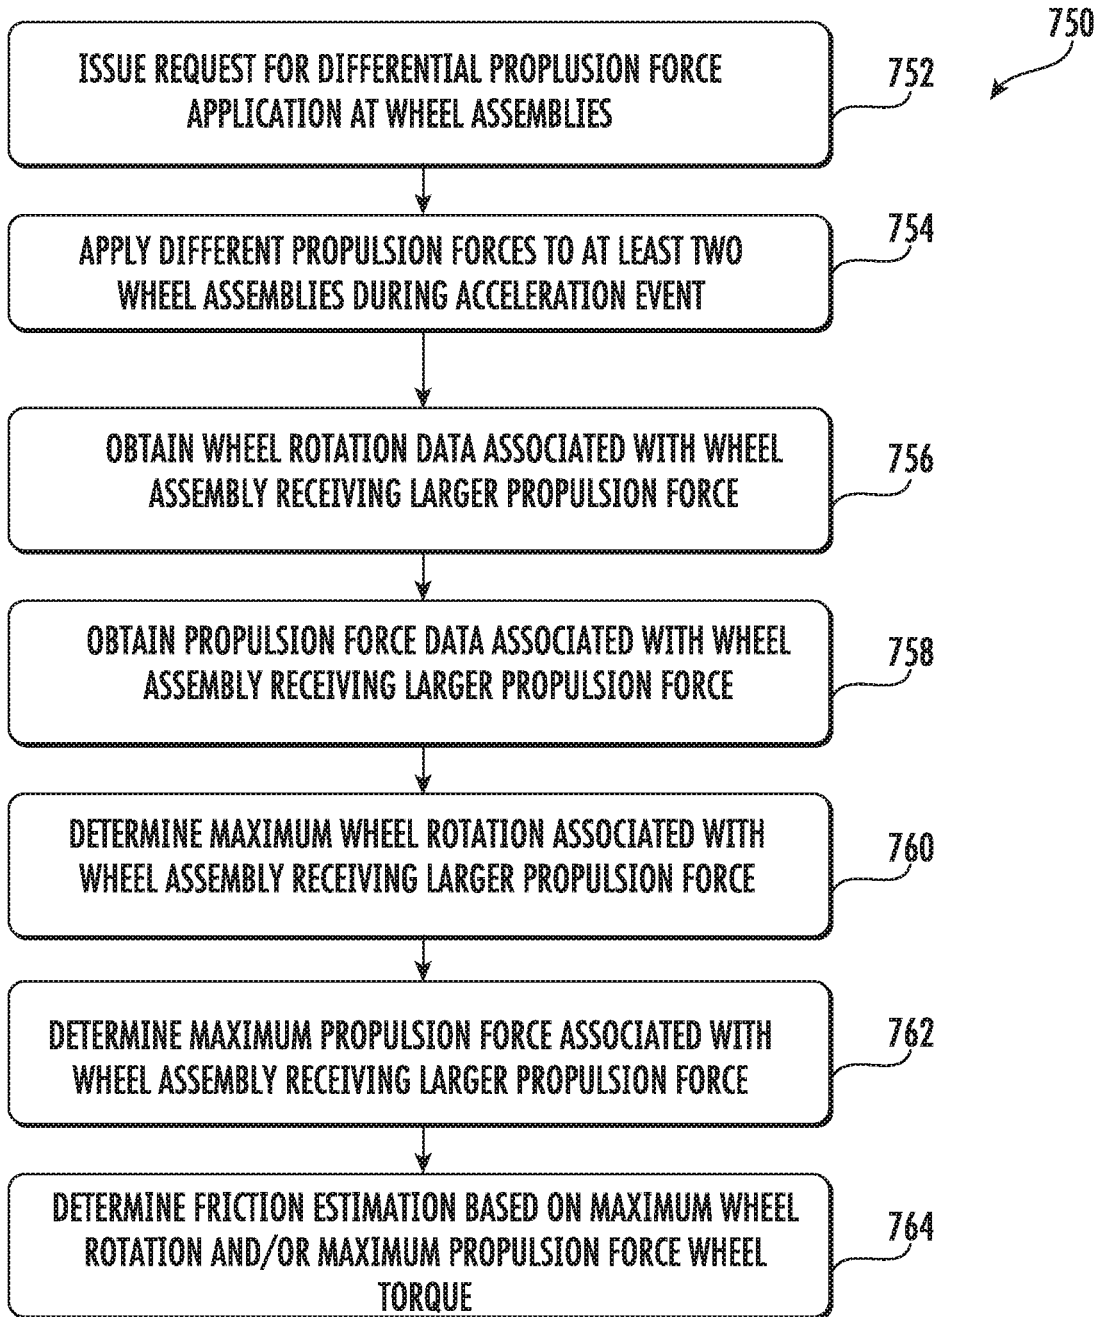 750
ISSUE REQUEST FOR DIFFERENTIAL PROPLUSION FORCE
APPLICATION AT WHEEL ASSEMBLIES
752
APPLY DIFFERENT PROPULSION FORCES TO AT LEAST TWO
WHEEL ASSEMBLIES DURING ACCELERATION EVENT
754
OBTAIN WHEEL ROTATION DATA ASSOCIATED WITH WHEEL
ASSEMBLY RECEIVING LARGER PROPULSION FORCE
756
OBTAIN PROPULSION FORCE DATA ASSOCIATED WITH WHEEL
ASSEMBLY RECEIVING LARGER PROPULSION FORCE
758
DETERMINE MAXIMUM WHEEL ROTATION ASSOCIATED WITH
WHEEL ASSEMBLY RECEIVING LARGER PROPULSION FORCE
760
DETERMINE MAXIMUM PROPULSION FORCE ASSOCIATED WITH
WHEEL ASSEMBLY RECEIVING LARGER PROPULSION FORCE
762
DETERMINE FRICTION ESTIMATION BASED ON MAXIMUM WHEEL
ROTATION AND/OR MAXIMUM PROPULSION FORCE WHEEL
TORQUE
764